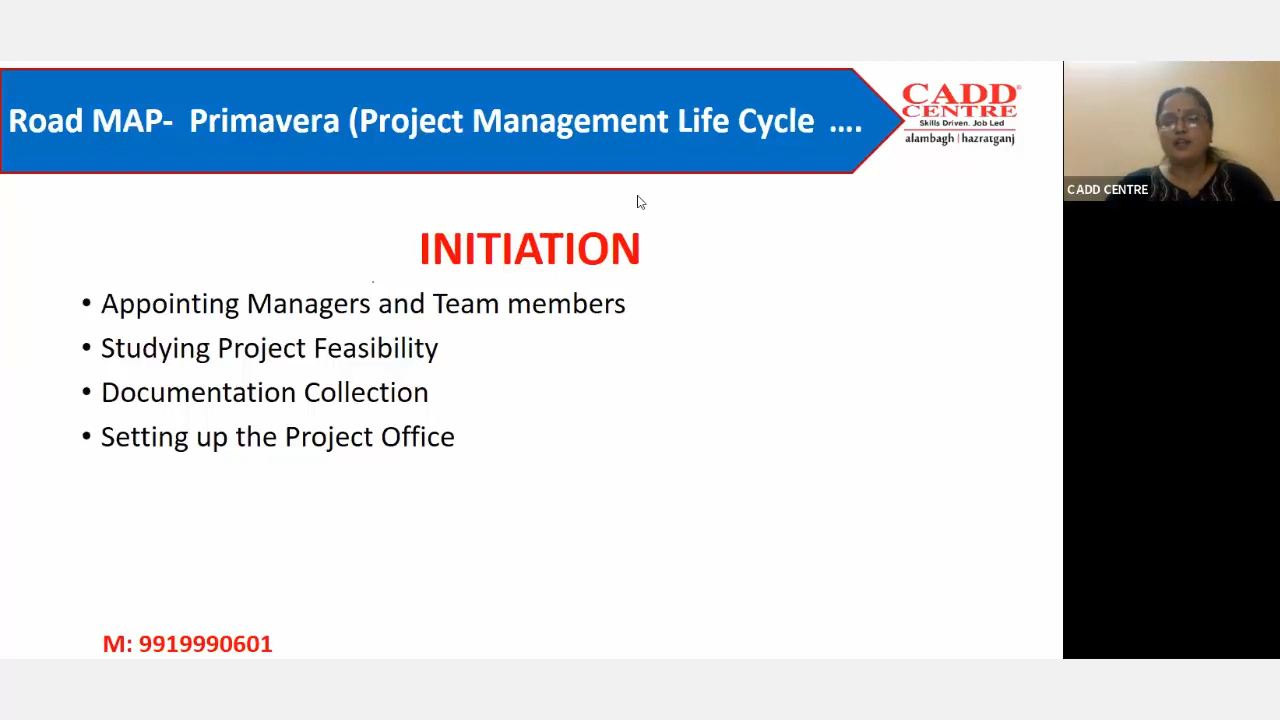 Road MAP- Primavera (Project Management Life Cycle ….
CADD
CENTRE
Skills Driven. Job Led
alambagh | hazratganj
CADD CENTRE
INITIATION
• Appointing Managers and Team members
• Studying Project Feasibility
• Documentation Collection
• Setting up the Project Office
M: 9919990601